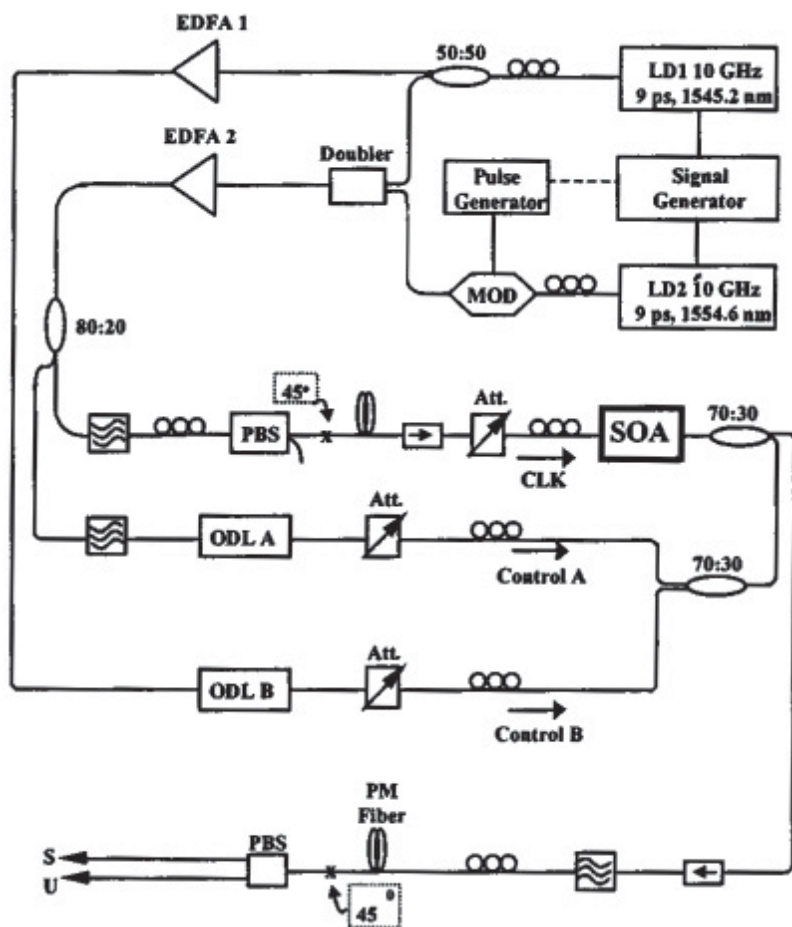 EDFA 1
50:50
LD1 10 GHz
9 ps, 1545.2 nm
EDFA 2
Doubler
Pulse
Generator
Signal
Generator
MOD
LD2 10 GHz
9 ps, 1554.6 nm
80:20
45°
PBS
Att.
CLK
SOA
70:30
ODL A
Att.
Control A
70:30
ODL B
Att.
Control B
PM
Fiber
PBS
S
U
45°